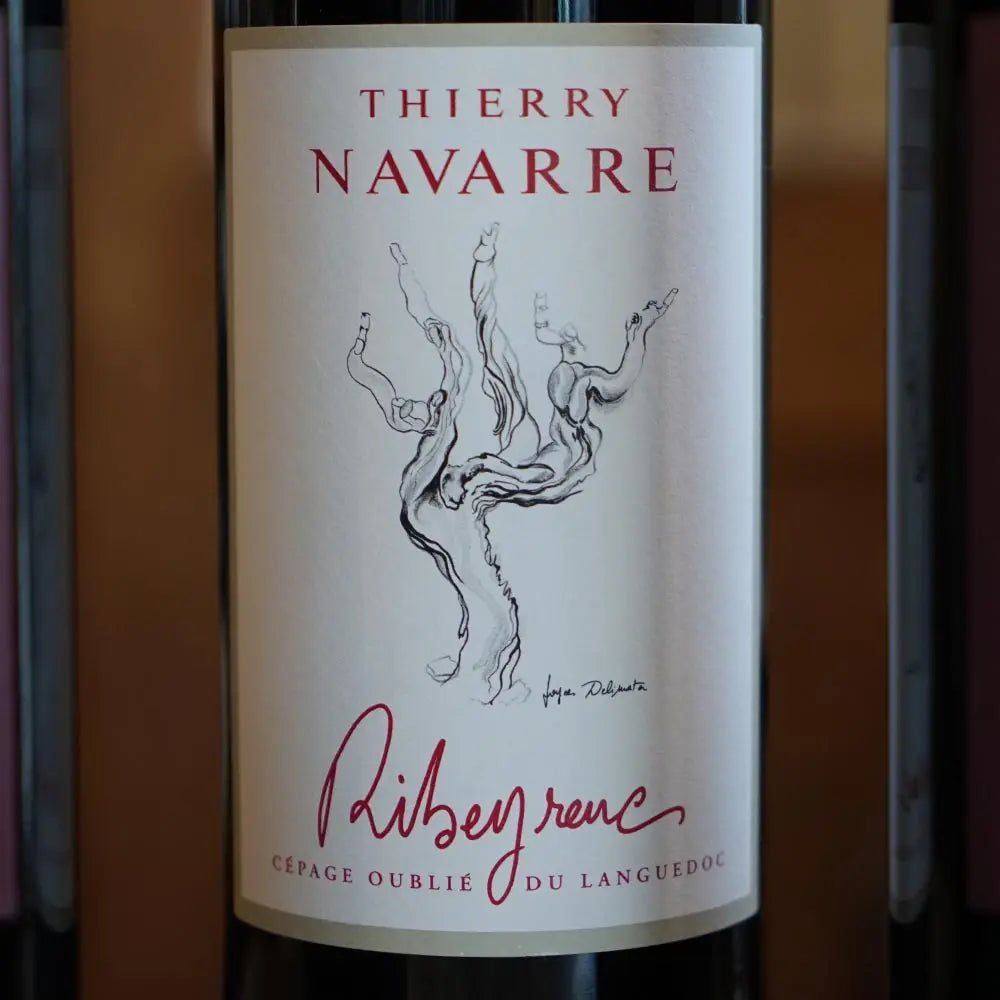 THIERRY
NAVARRE
Ribeyrenc
CÉPAGE OUBLIÉ DU LANGUEDOC